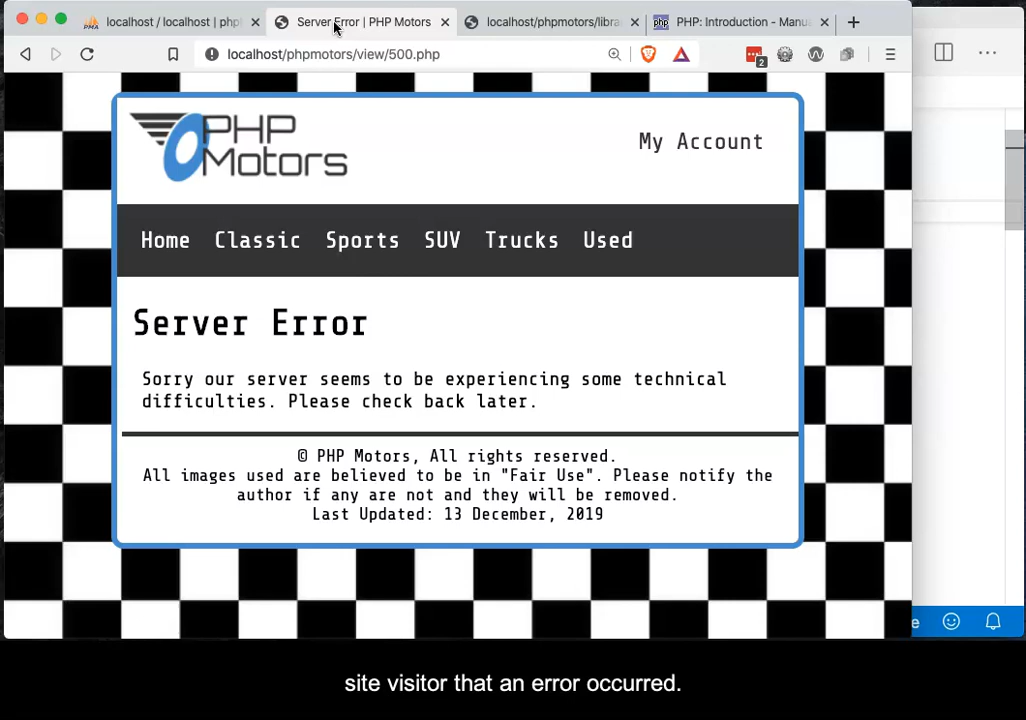 localhost / localhost | php
Server Error | PHP Motors
localhost/phpmotors/libra
php
PHP: Introduction - Manu
localhost/phpmotors/view/500.php
2
PHP
Motors
My Account
Home Classic Sports SUV Trucks Used
Server Error
Sorry our server seems to be experiencing some technical
difficulties. Please check back later.
© PHP Motors, All rights reserved.
All images used are believed to be in "Fair Use". Please notify the
author if any are not and they will be removed.
Last Updated: 13 December, 2019
e
site visitor that an error occurred.